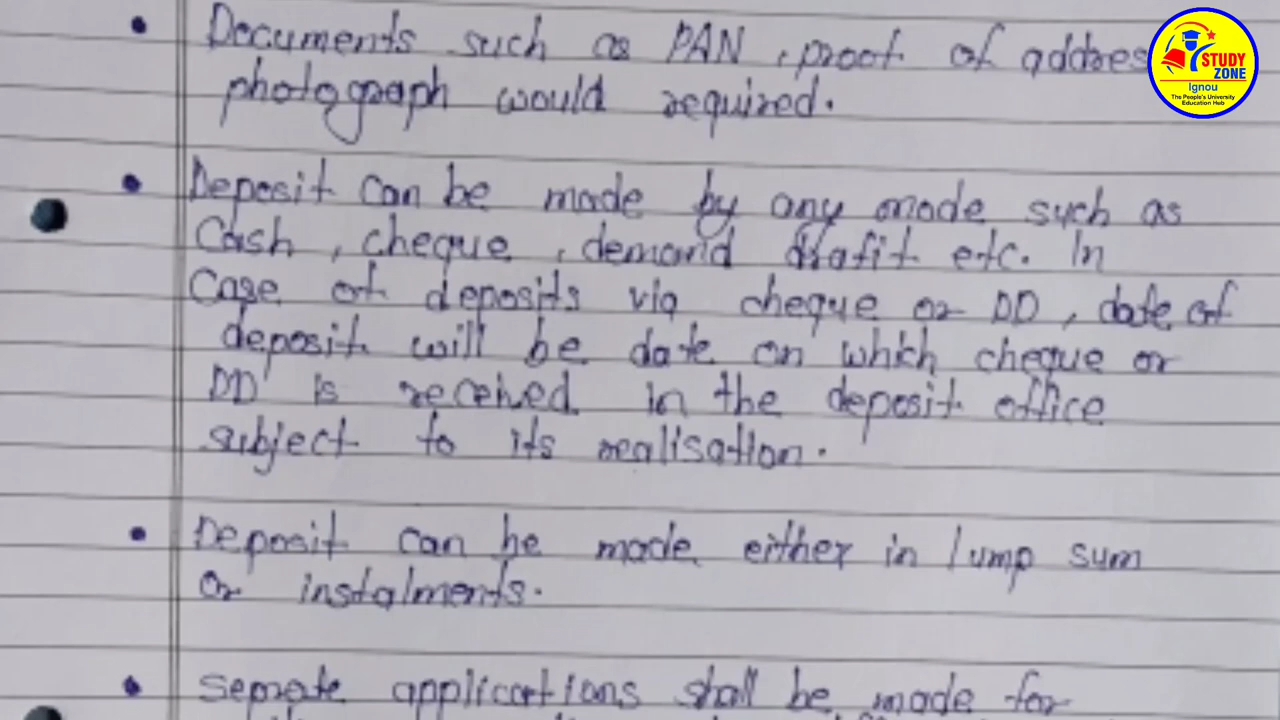 Documents such as PAN, proof of addres
photograph would required.
Deposit can be made by any mode such as
Cash, cheque, demand drafit etc. In
Case of deposits via cheque or DD, date of
deposit will be date on which cheque or
DD is received in the deposit office
subject to its realisation.
Deposit can be made either in lump sum
or instalments.
seprate applications shall be made for
STUDY
ZONE
Ignou
The People's University
Education Hub